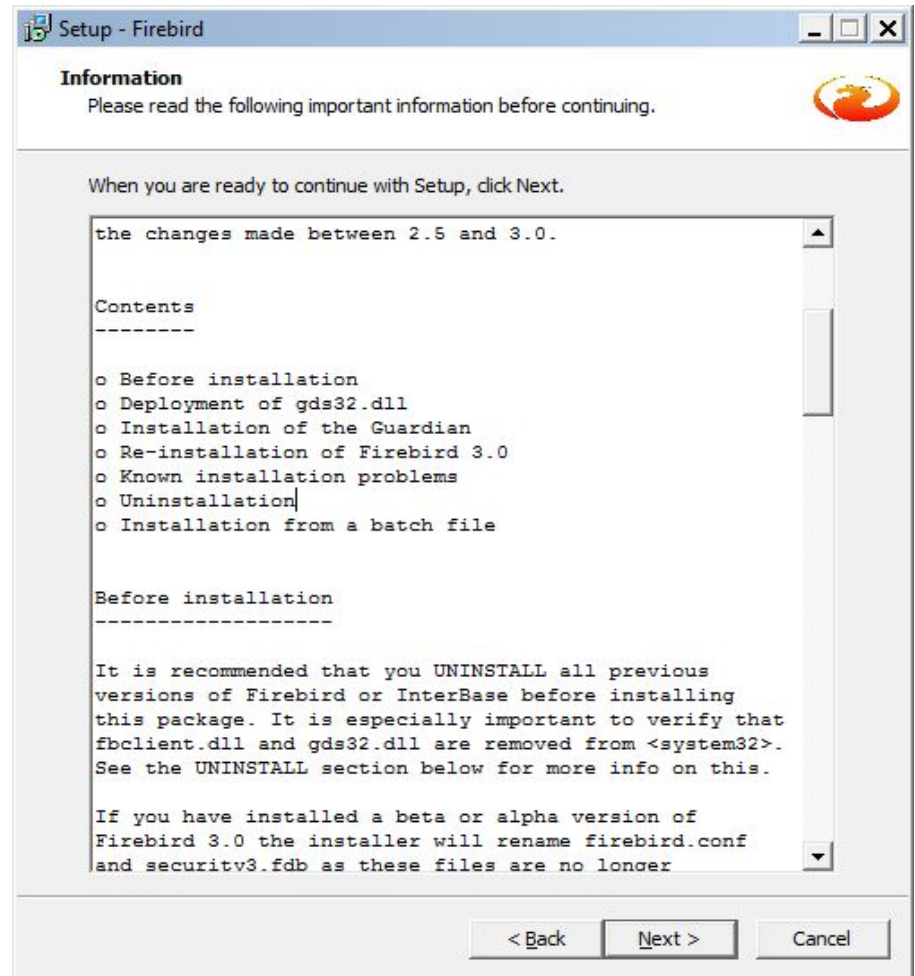 Setup - Firebird
Information
Please read the following important information before continuing.
When you are ready to continue with Setup, click Next.
the changes made between 2.5 and 3.0.
Contents
--------
o Before installation
o Deployment of gds32.dll
o Installation of the Guardian
o Re-installation of Firebird 3.0
o Known installation problems
o Uninstallation
o Installation from a batch file
Before installation
-------------------
It is recommended that you UNINSTALL all previous
versions of Firebird or InterBase before installing
this package. It is especially important to verify that
fbclient.dll and gds32.dll are removed from <system32>.
See the UNINSTALL section below for more info on this.
If you have installed a beta or alpha version of
Firebird 3.0 the installer will rename firebird.conf
and security3.fdb as these files are no longer
< Back
Next >
Cancel